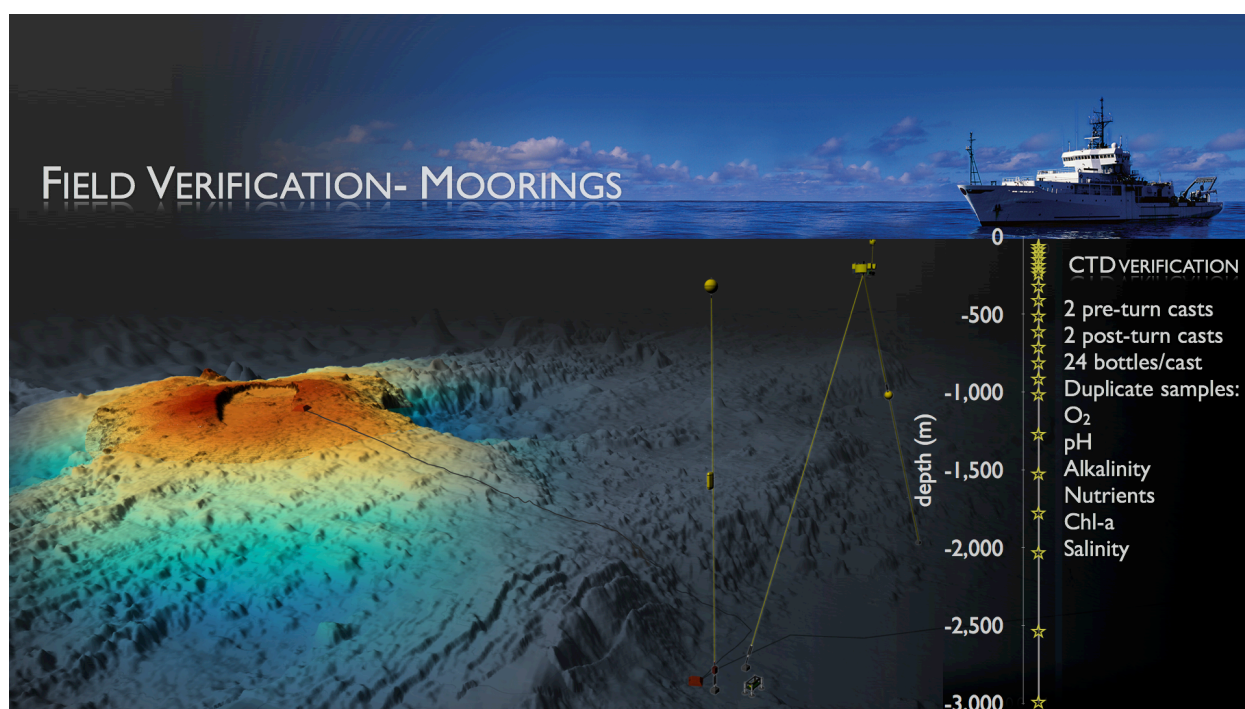 FIELD VERIFICATION- MOORINGS
0
CTD VERIFICATION
2 pre-turn casts
-500
2 post-turn casts
24 bottles/cast
-1,000
Duplicate samples:
O₂
pH
depth (m)
-1,500
Alkalinity
Nutrients
Chl-a
-2,000
Salinity
-2,500
-3,000